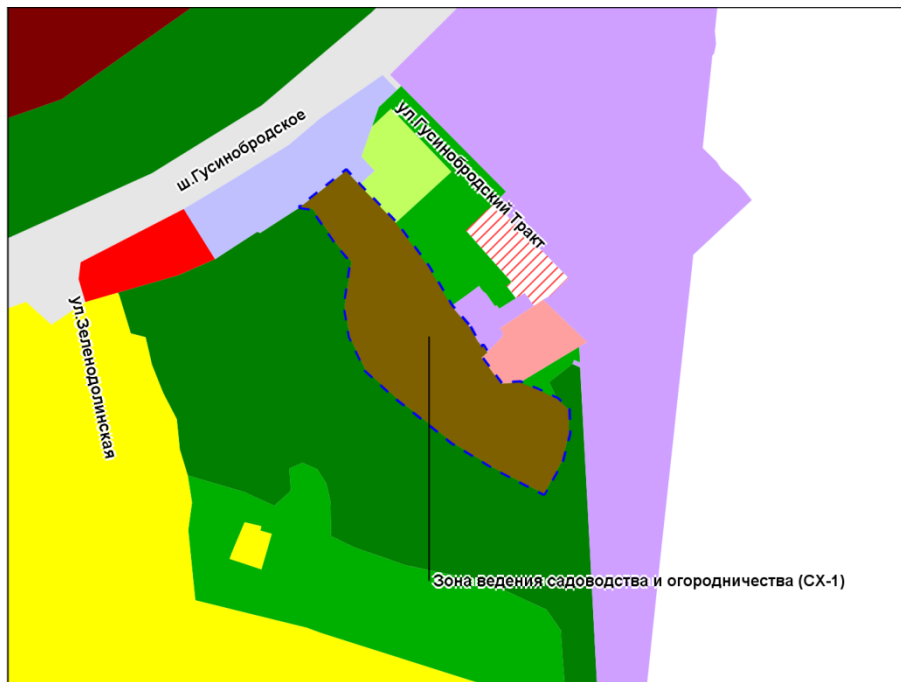 ш.Гусинобродское
ул.Гусинобродский Тракт
ул.Зеленодолинская
Зона ведения садоводства и огородничества (СХ-1)